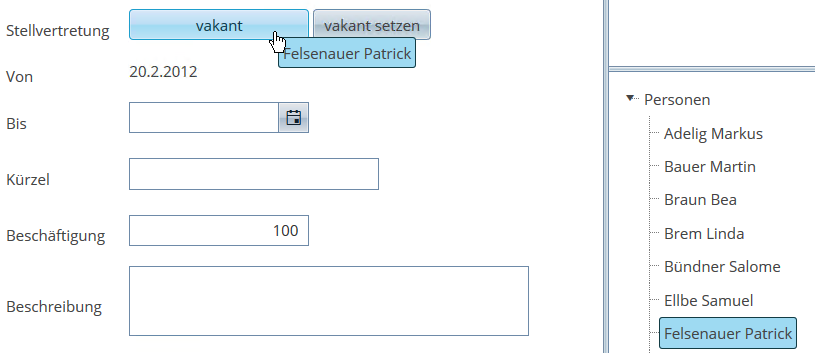 Stellvertretung vakant vakant setzen
Felsenauer Patrick
Von 20.2.2012
Bis
Kürzel
Beschäftigung 100
Beschreibung
Personen
Adelig Markus
Bauer Martin
Braun Bea
Brem Linda
Bündner Salome
Ellbe Samuel
Felsenauer Patrick